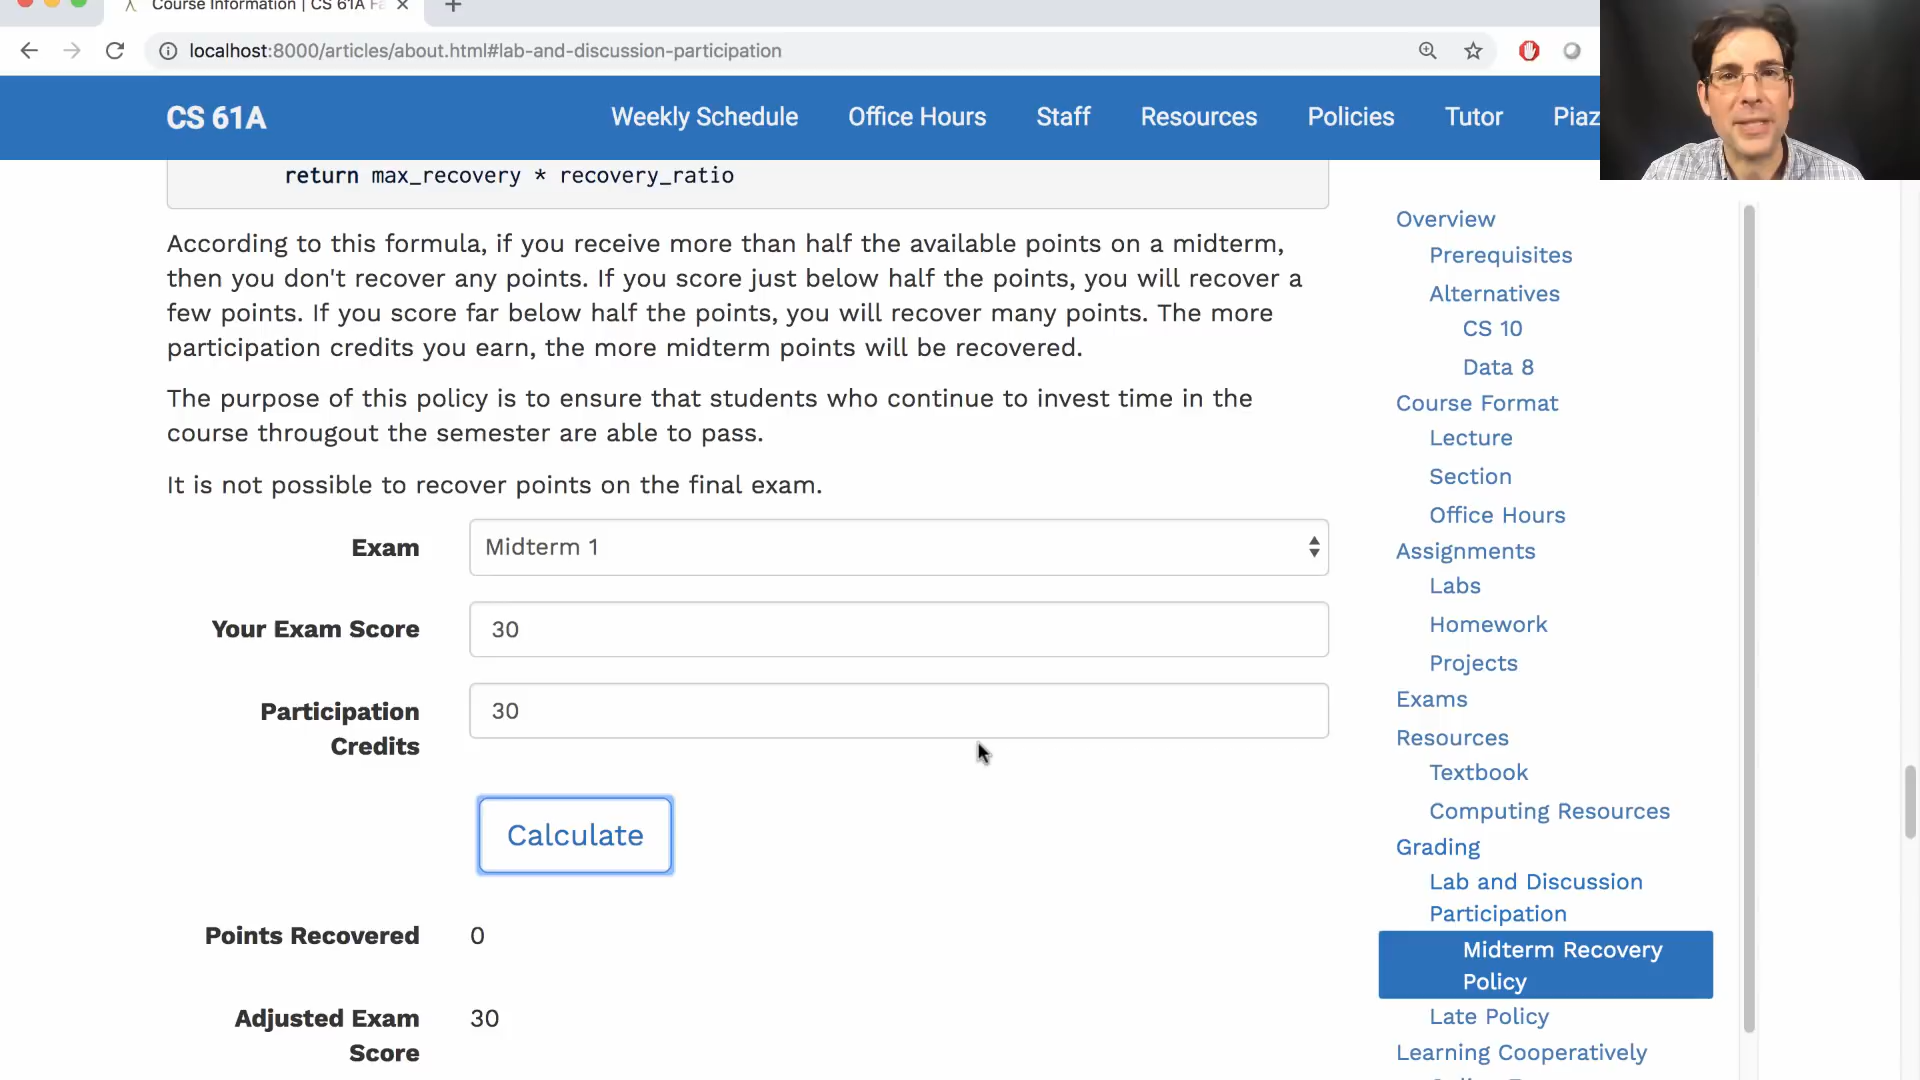 Course Information | CS 61A Fa
localhost:8000/articles/about.html#lab-and-discussion-participation
CS 61A
Weekly Schedule
Office Hours
Staff
Resources
Policies
Tutor
Piaz
return max_recovery * recovery_ratio
According to this formula, if you receive more than half the available points on a midterm,
then you don't recover any points. If you score just below half the points, you will recover a
few points. If you score far below half the points, you will recover many points. The more
participation credits you earn, the more midterm points will be recovered.
The purpose of this policy is to ensure that students who continue to invest time in the
course througout the semester are able to pass.
It is not possible to recover points on the final exam.
Exam
Midterm 1
Your Exam Score
30
Participation
Credits
30
Calculate
Points Recovered
0
Adjusted Exam
Score
30
Overview
Prerequisites
Alternatives
CS 10
Data 8
Course Format
Lecture
Section
Office Hours
Assignments
Labs
Homework
Projects
Exams
Resources
Textbook
Computing Resources
Grading
Lab and Discussion
Participation
Midterm Recovery
Policy
Late Policy
Learning Cooperatively